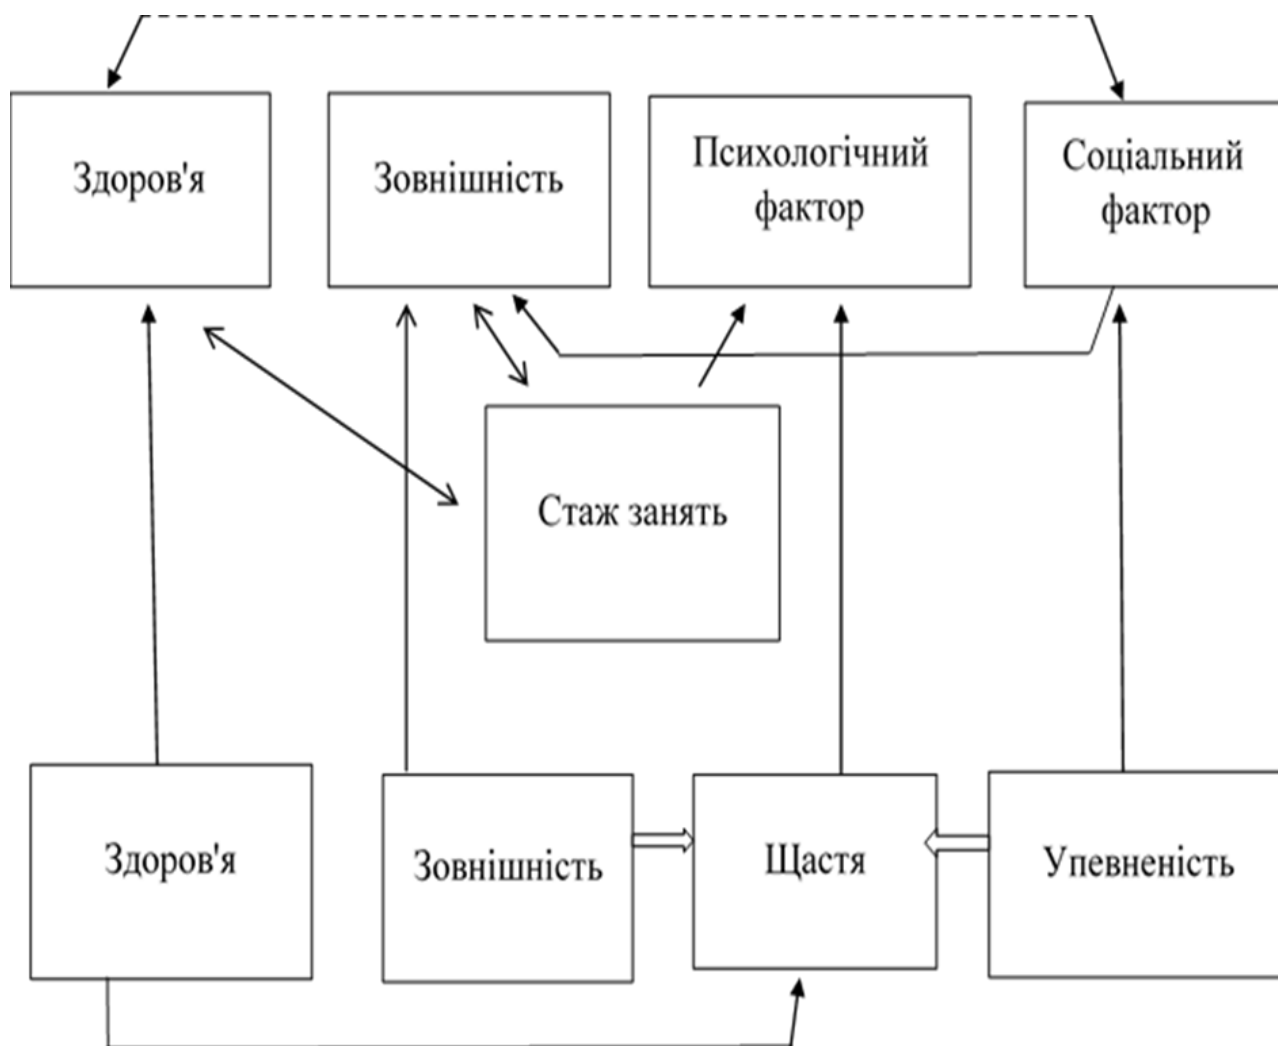 Здоров'я
Зовнішність
Психологічний
фактор
Соціальний
фактор
Стаж занять
Здоров'я
Зовнішність
Щастя
Упевненість